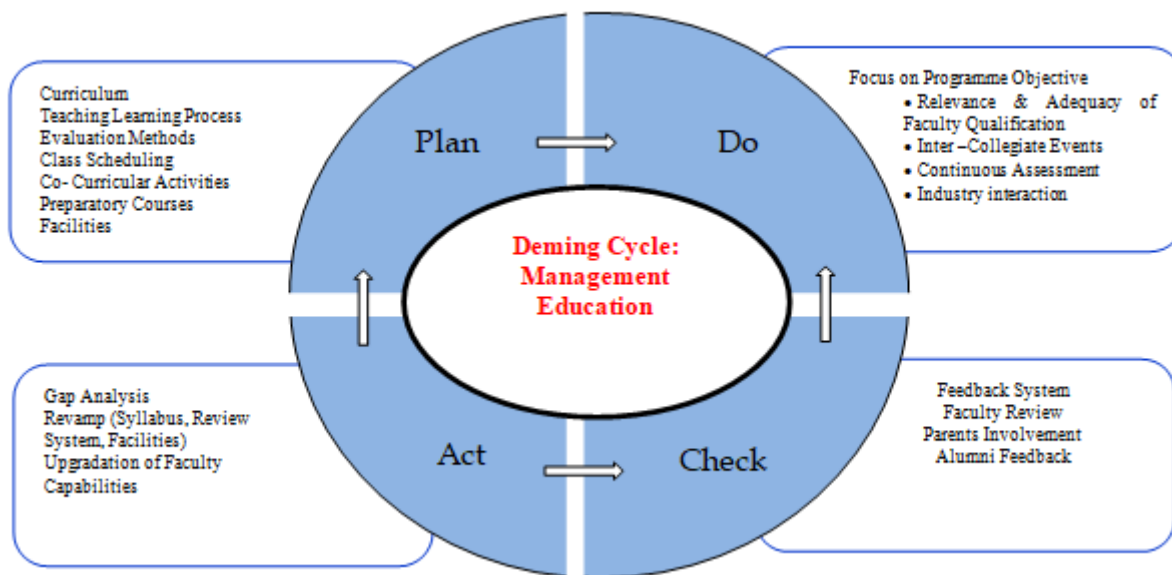 Curriculum
Teaching Learning Process
Evaluation Methods
Class Scheduling
Co- Curricular Activities
Preparatory Courses
Facilities
Plan
Do
Focus on Programme Objective
• Relevance & Adequacy of
Faculty Qualification
• Inter –Collegiate Events
• Continuous Assessment
• Industry interaction
Deming Cycle:
Management
Education
Gap Analysis
Revamp (Syllabus, Review
System, Facilities)
Upgradation of Faculty
Capabilities
Act
Check
Feedback System
Faculty Review
Parents Involvement
Alumni Feedback